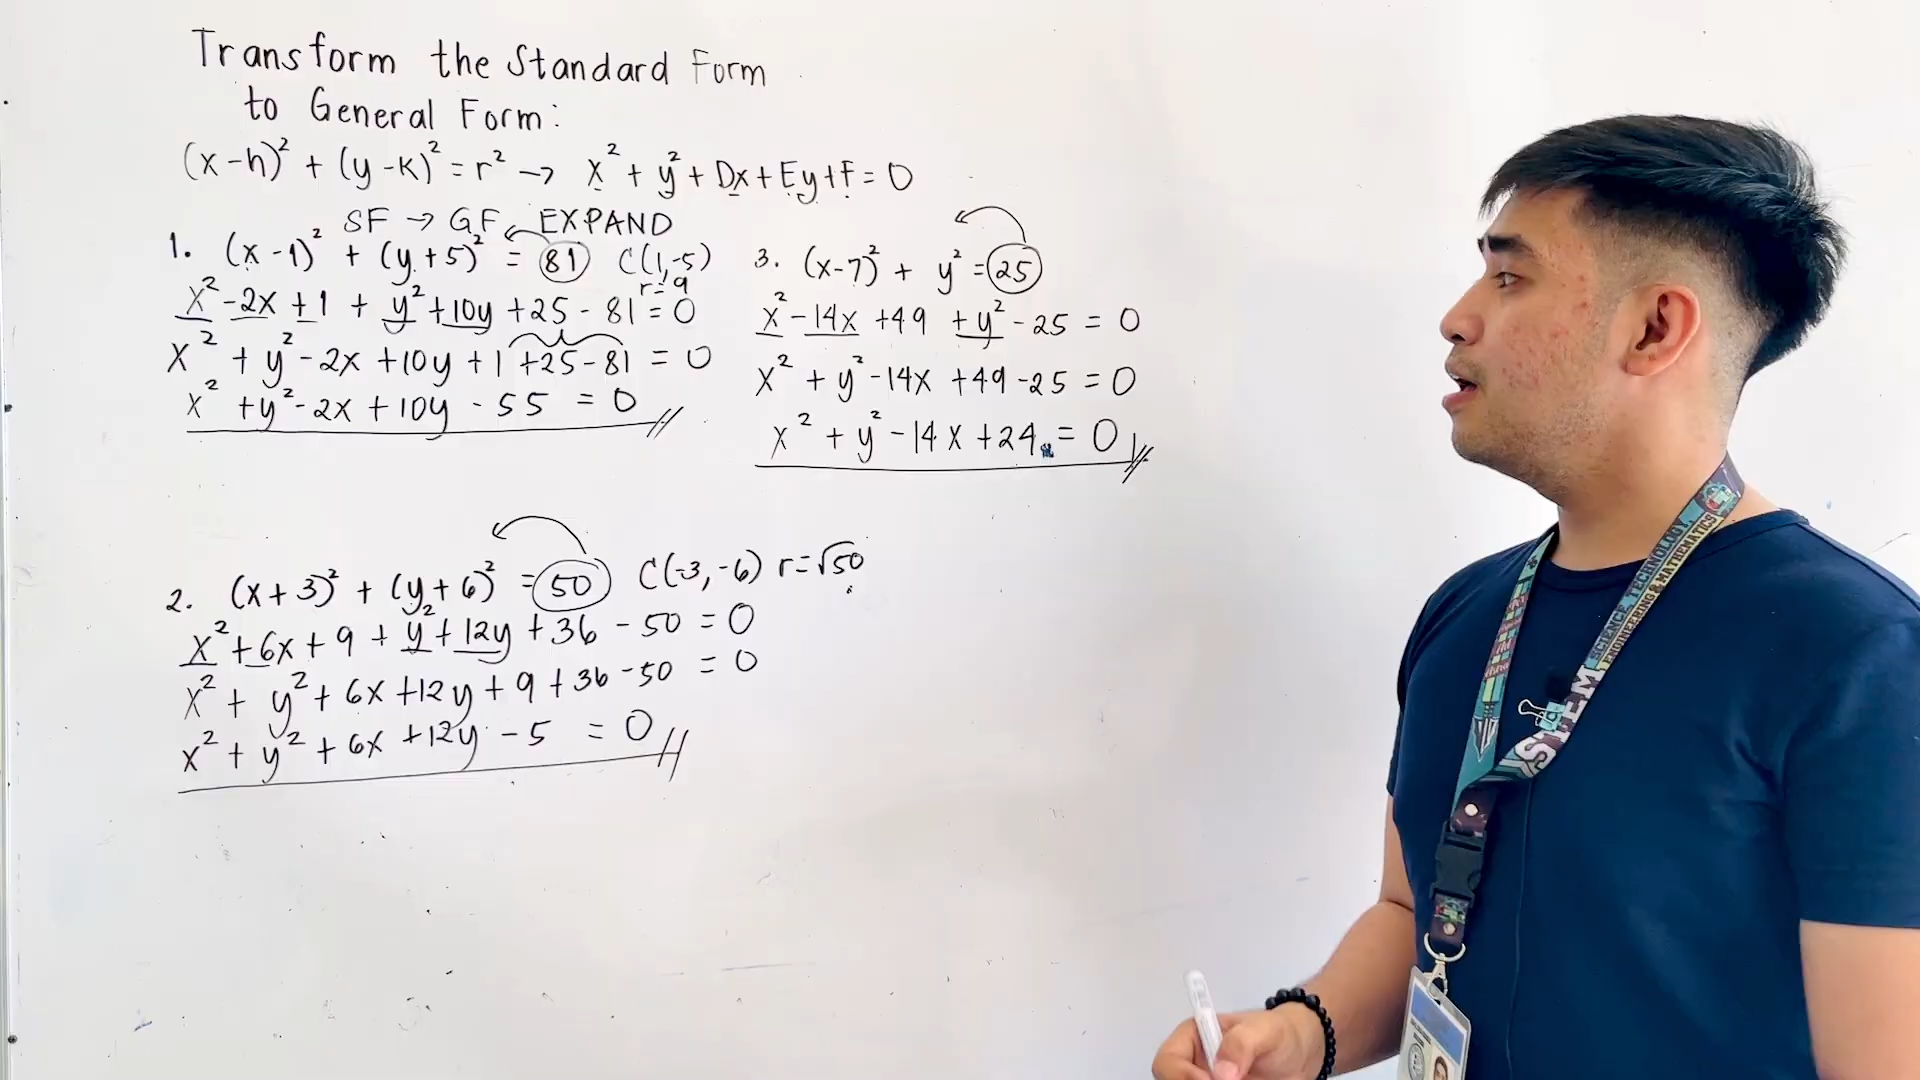 Transform the Standard Form
to General Form:
(x-h)² + (y-k)² = r² → x² + y² + Dx + Ey + F = 0
SF → GF EXPAND
1. (x-1)² + (y+5)² = 81 C(1,-5)
r=9
x² -2x +1 + y² +10y +25 - 81 = 0
x² + y² -2x +10y +1 +25 -81 = 0
x² + y² -2x + 10y - 55 = 0
2. (x+3)² + (y+6)² = 50 C(-3,-6) r=√50
x² +6x + 9 + y² + 12y + 36 - 50 = 0
x² + y² + 6x +12y + 9 + 36 - 50 = 0
x² + y² + 6x + 12y - 5 = 0
3. (x-7)² + y² = 25
x² - 14x + 49 + y² - 25 = 0
x² + y² - 14x + 49 - 25 = 0
x² + y² - 14x + 24 = 0
SCIENCE, TECHNOLOGY,
ENGINEERING & MATHEMATICS
STEM